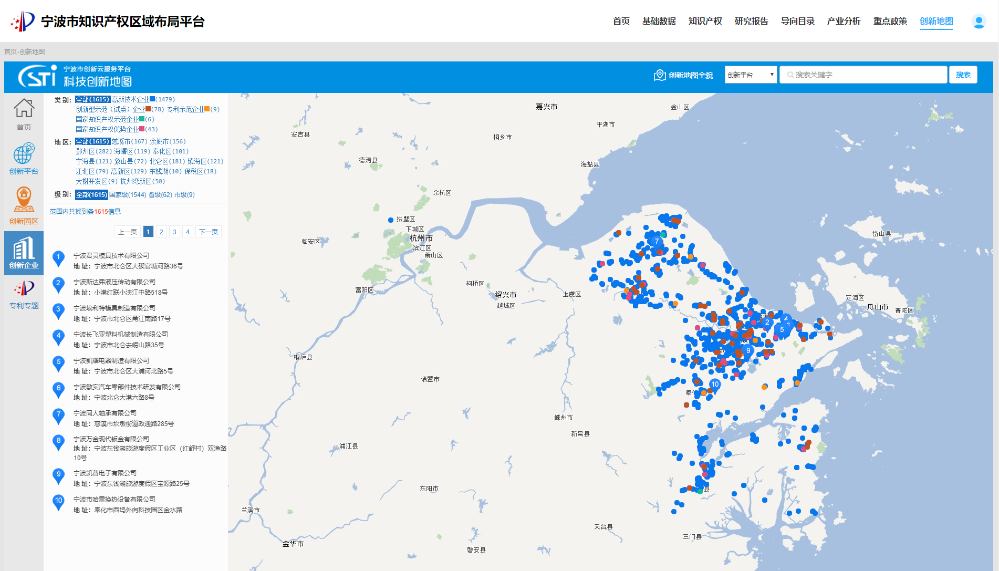 宁波市知识产权区域布局平台
首页 基础数据 知识产权 研究报告 导向目录 产业分析 重点政策 创新地图
首页-创新地图
STi 宁波市创新云服务平台
科技创新地图
创新地图全貌 创新平台 搜索关键字 搜索
首页
创新平台
创新园区
创新企业
专利专题
类 别： 全部(1615) 高新技术企业(1479)
创新型示范（试点）企业(78) 专利示范企业(9)
国家知识产权示范企业(6)
国家知识产权优势企业(43)
地 区： 全部(1615) 慈溪市(167) 余姚市(156)
鄞州区(282) 海曙区(119) 奉化区(101)
宁海县(121) 象山县(72) 北仑区(181) 镇海区(121)
江北区(79) 高新区(129) 东钱湖(10) 保税区(18)
大榭开发区(9) 杭州湾新区(50)
级 别： 全部(1615) 国家级(1544) 省级(62) 市级(9)
范围内共找到条1615信息
上一页 1 2 3 4 下一页
1 宁波君灵模具技术有限公司
地 址： 宁波市北仑区大碶官塘河路36号
2 宁波斯达弗液压传动有限公司
地 址： 小港红联小浃江中路518号
3 宁波埃利特模具制造有限公司
地 址： 宁波市北仑区甬江南路17号
4 宁波长飞亚塑料机械制造有限公司
地 址： 宁波市北仑去崂山路35号
5 宁波凯耀电器制造有限公司
地 址： 宁波市北仑区大浦河北路5号
6 宁波敏实汽车零部件技术研发有限公司
地 址： 宁波北仑大港六路8号
7 宁波同人轴承有限公司
地 址： 慈溪市坎墩街道政通路285号
8 宁波万金现代钣金有限公司
地 址： 宁波东钱湖旅游度假区工业区（红舒村）双渔路
10号
9 宁波凯普电子有限公司
地 址： 宁波东钱湖旅游度假区宝源路25号
10 宁波市哈雷换热设备有限公司
地 址： 奉化市西坞外向科技园区金水路
嘉兴市
金山区
平湖市
安吉县
桐乡市
德清县
海盐县
余杭区
拱墅区
下城区
杭州市
临安区
滨江区
萧山区
岱山县
7
柯桥区
富阳区
绍兴市
上虞区
越城区
定海区
舟山市
普陀区
2
4
5
9
桐庐县
诸暨市
10
嵊州市
新昌县
浦江县
东阳市
兰溪市
天台县
三门县
金华市
磐安县